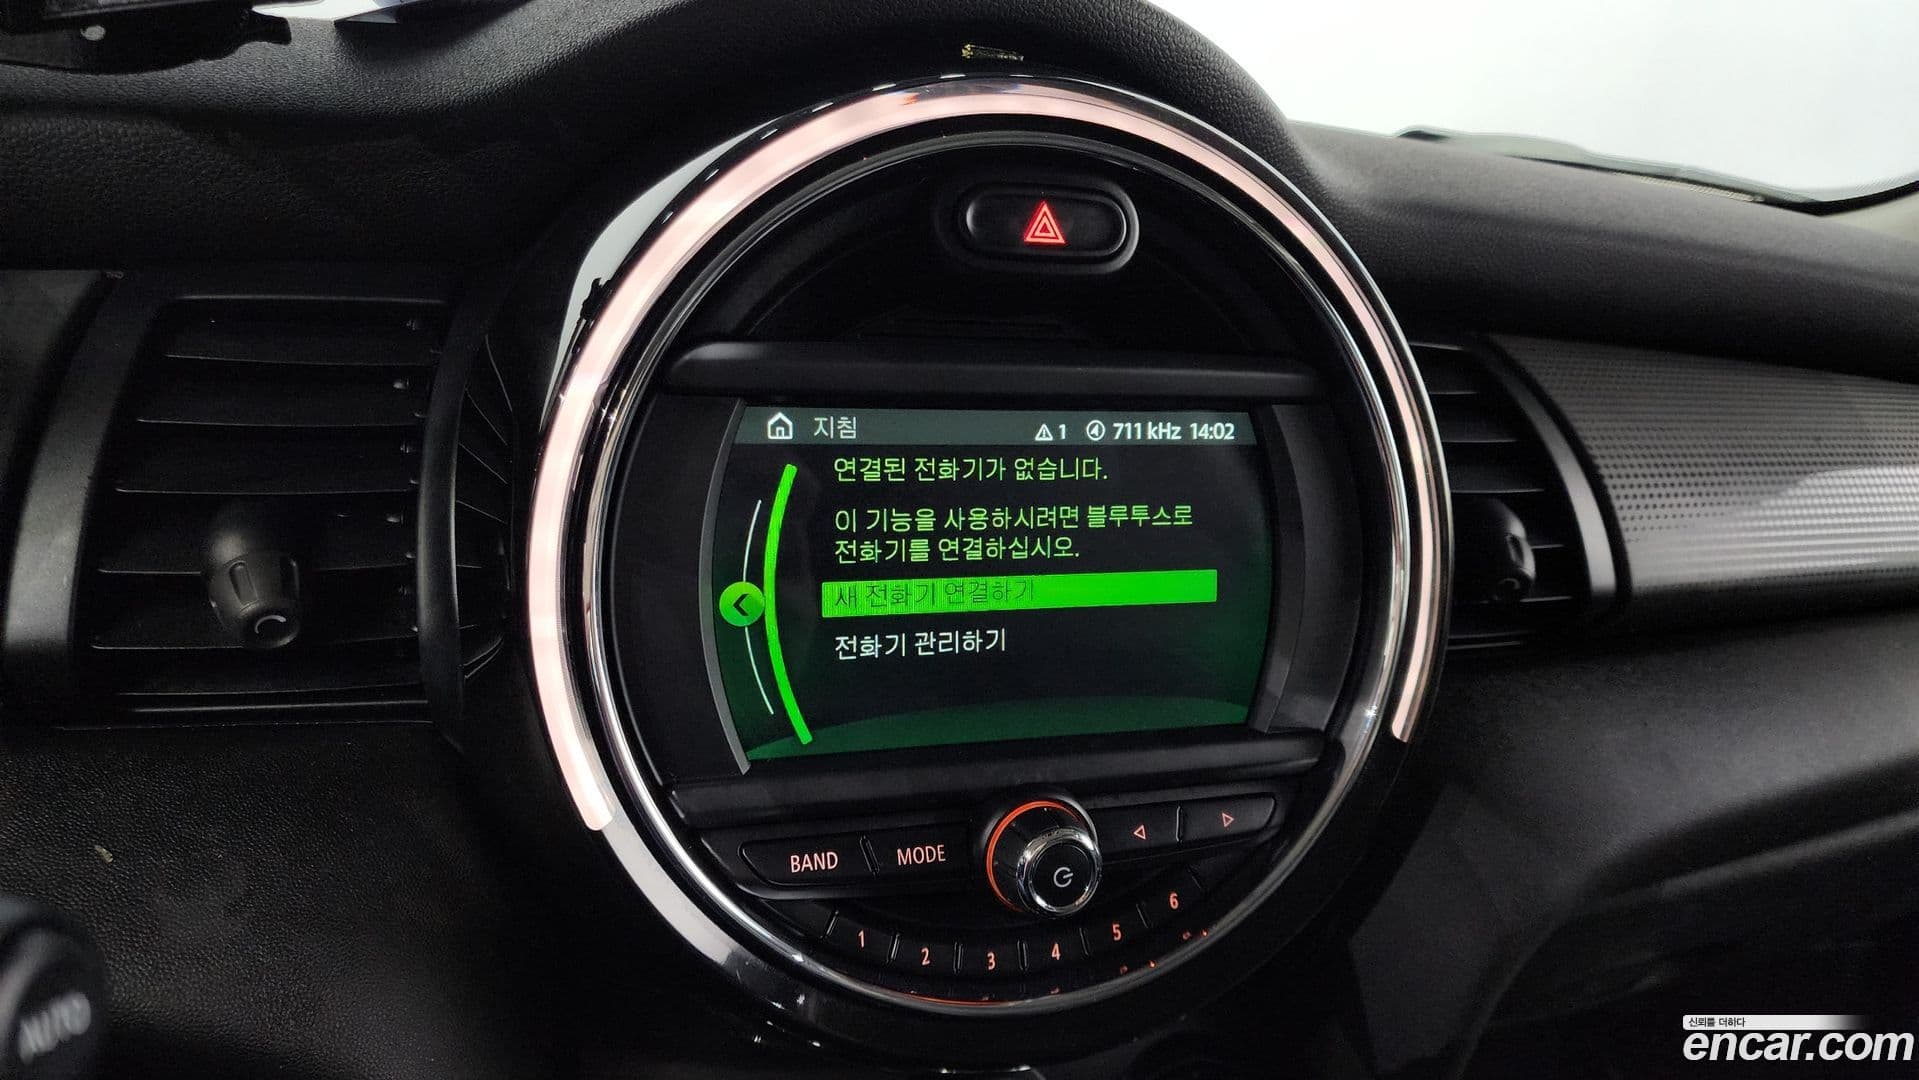 지침 1 711 kHz 14:02
연결된 전화기가 없습니다.
이 기능을 사용하시려면 블루투스로
전화기를 연결하십시오.
새 전화기 연결하기
전화기 관리하기
BAND MODE
1 2 3 4 5 6
AUTO
신뢰를 더하다
encar.com